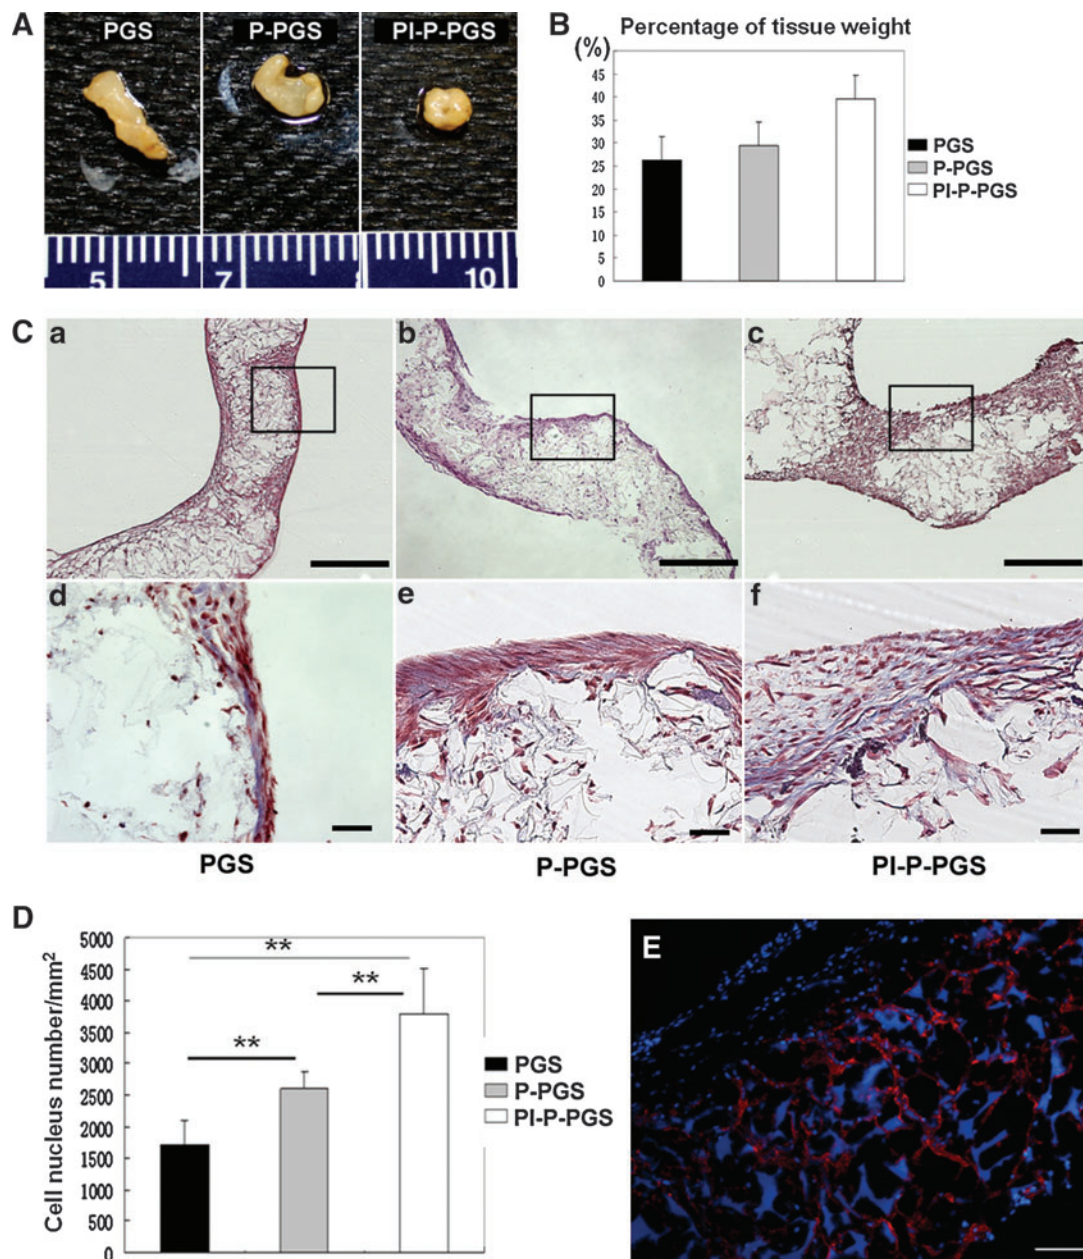 A
PGS
P-PGS
PI-P-PGS
5
7
10
B
Percentage of tissue weight
(%)
45
40
35
30
25
20
15
10
5
0
PGS
P-PGS
PI-P-PGS
C
a
b
c
d
e
f
PGS
P-PGS
PI-P-PGS
D
Cell nucleus number/mm²
5000
4500
4000
3500
3000
2500
2000
1500
1000
500
0
**
**
**
PGS
P-PGS
PI-P-PGS
E